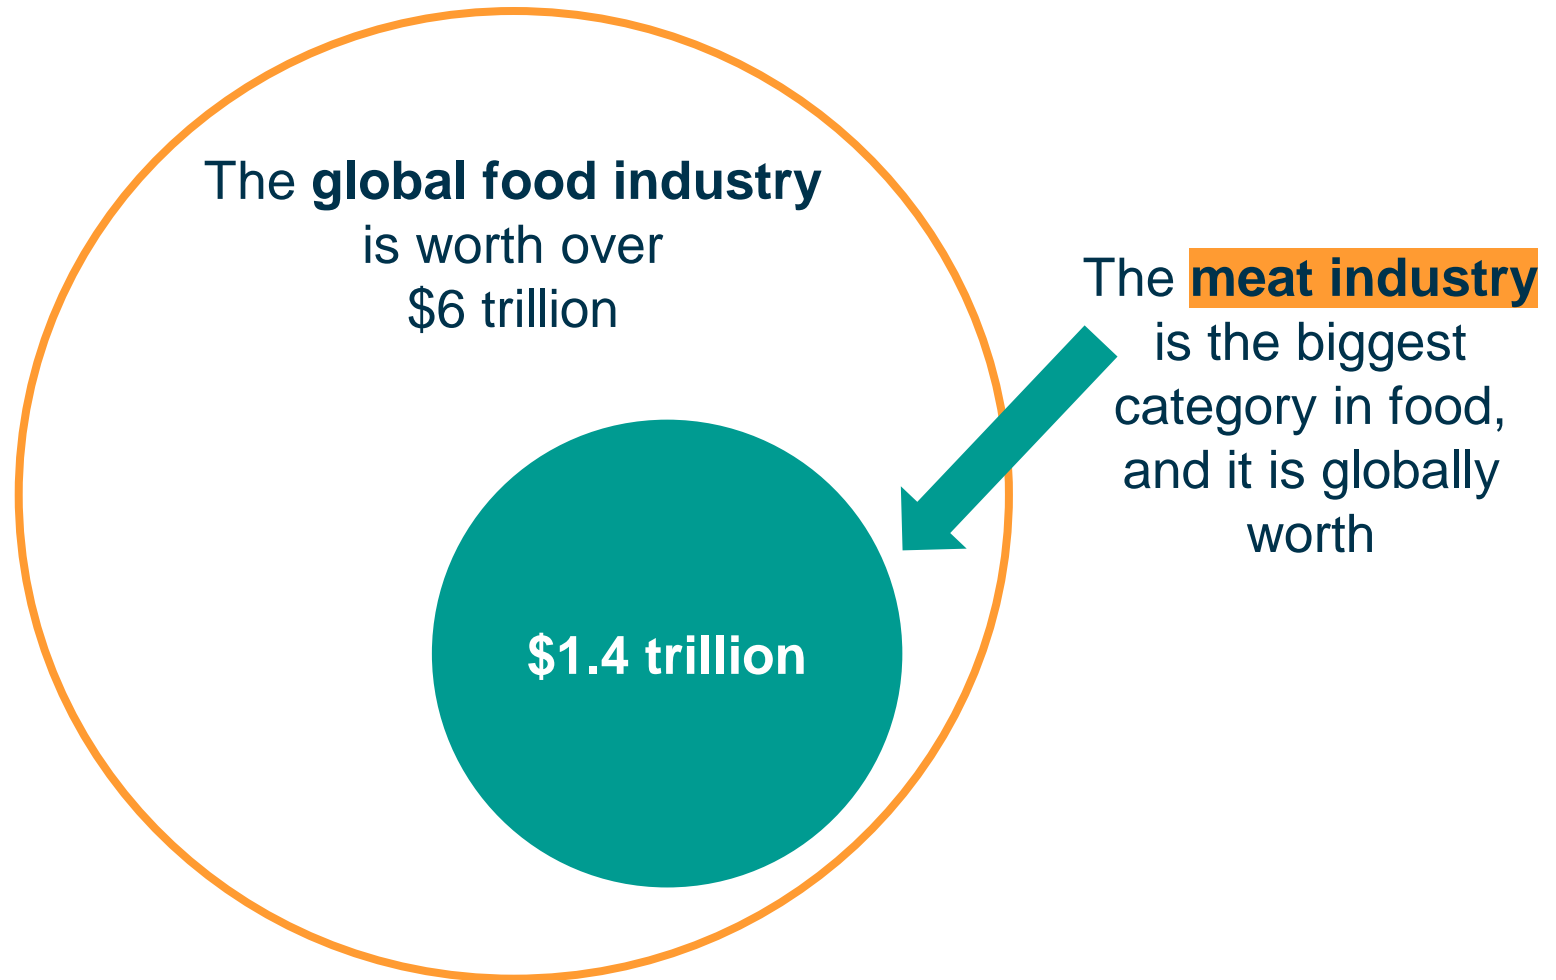 The global food industry
is worth over
$6 trillion
The meat industry
is the biggest
category in food,
and it is globally
worth
$1.4 trillion